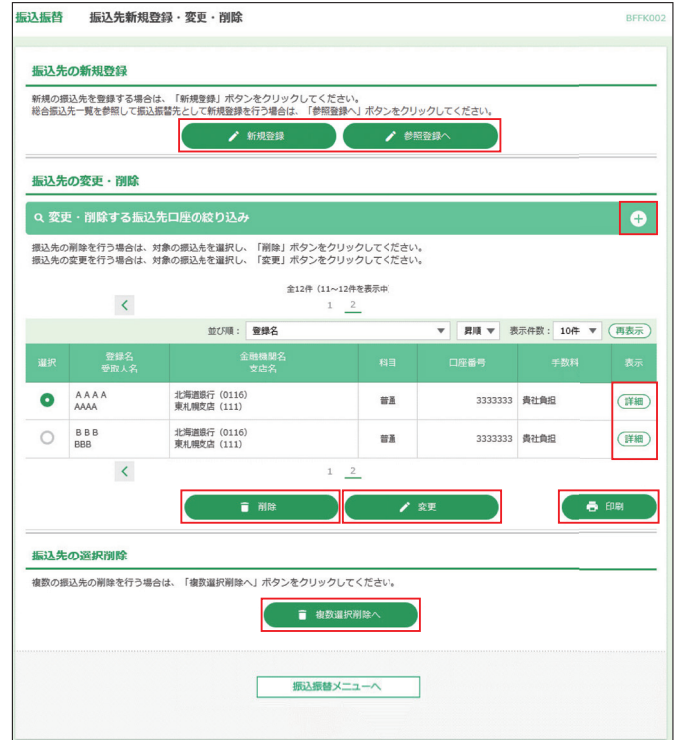 振込振替 振込先新規登録・変更・削除 BFFK002
振込先の新規登録
新規の振込先を登録する場合は、「新規登録」ボタンをクリックしてください。
総合振込先一覧を参照して振込振替先として新規登録を行う場合は、「参照登録へ」ボタンをクリックしてください。
新規登録 参照登録へ
振込先の変更・削除
変更・削除する振込先口座の絞り込み
振込先の削除を行う場合は、対象の振込先を選択し、「削除」ボタンをクリックしてください。
振込先の変更を行う場合は、対象の振込先を選択し、「変更」ボタンをクリックしてください。
全12件（11～12件を表示中
1 2
並び順： 登録名 昇順 表示件数： 10件 再表示
選択 登録名 金融機関名 科目 口座番号 手数料 表示
受取人名 支店名
ＡＡＡＡ 北海道銀行（0116） 普通 3333333 貴社負担 詳細
AAAA 東札幌支店（111）
ＢＢＢ 北海道銀行（0116） 普通 3333333 貴社負担 詳細
BBB 東札幌支店（111）
1 2
削除 変更 印刷
振込先の選択削除
複数の振込先の削除を行う場合は、「複数選択削除へ」ボタンをクリックしてください。
複数選択削除へ
振込振替メニューへ